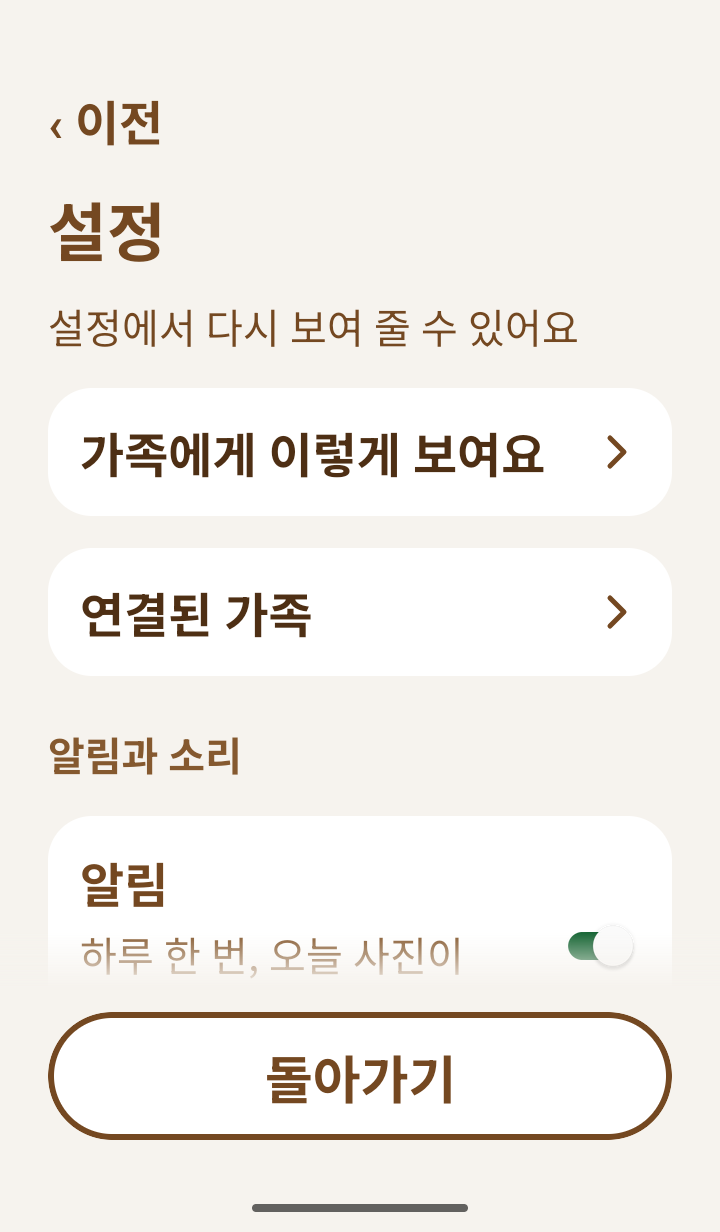 ‹ 이전
설정
설정에서 다시 보여 줄 수 있어요
가족에게 이렇게 보여요
연결된 가족
알림과 소리
알림
하루 한 번, 오늘 사진이
돌아가기